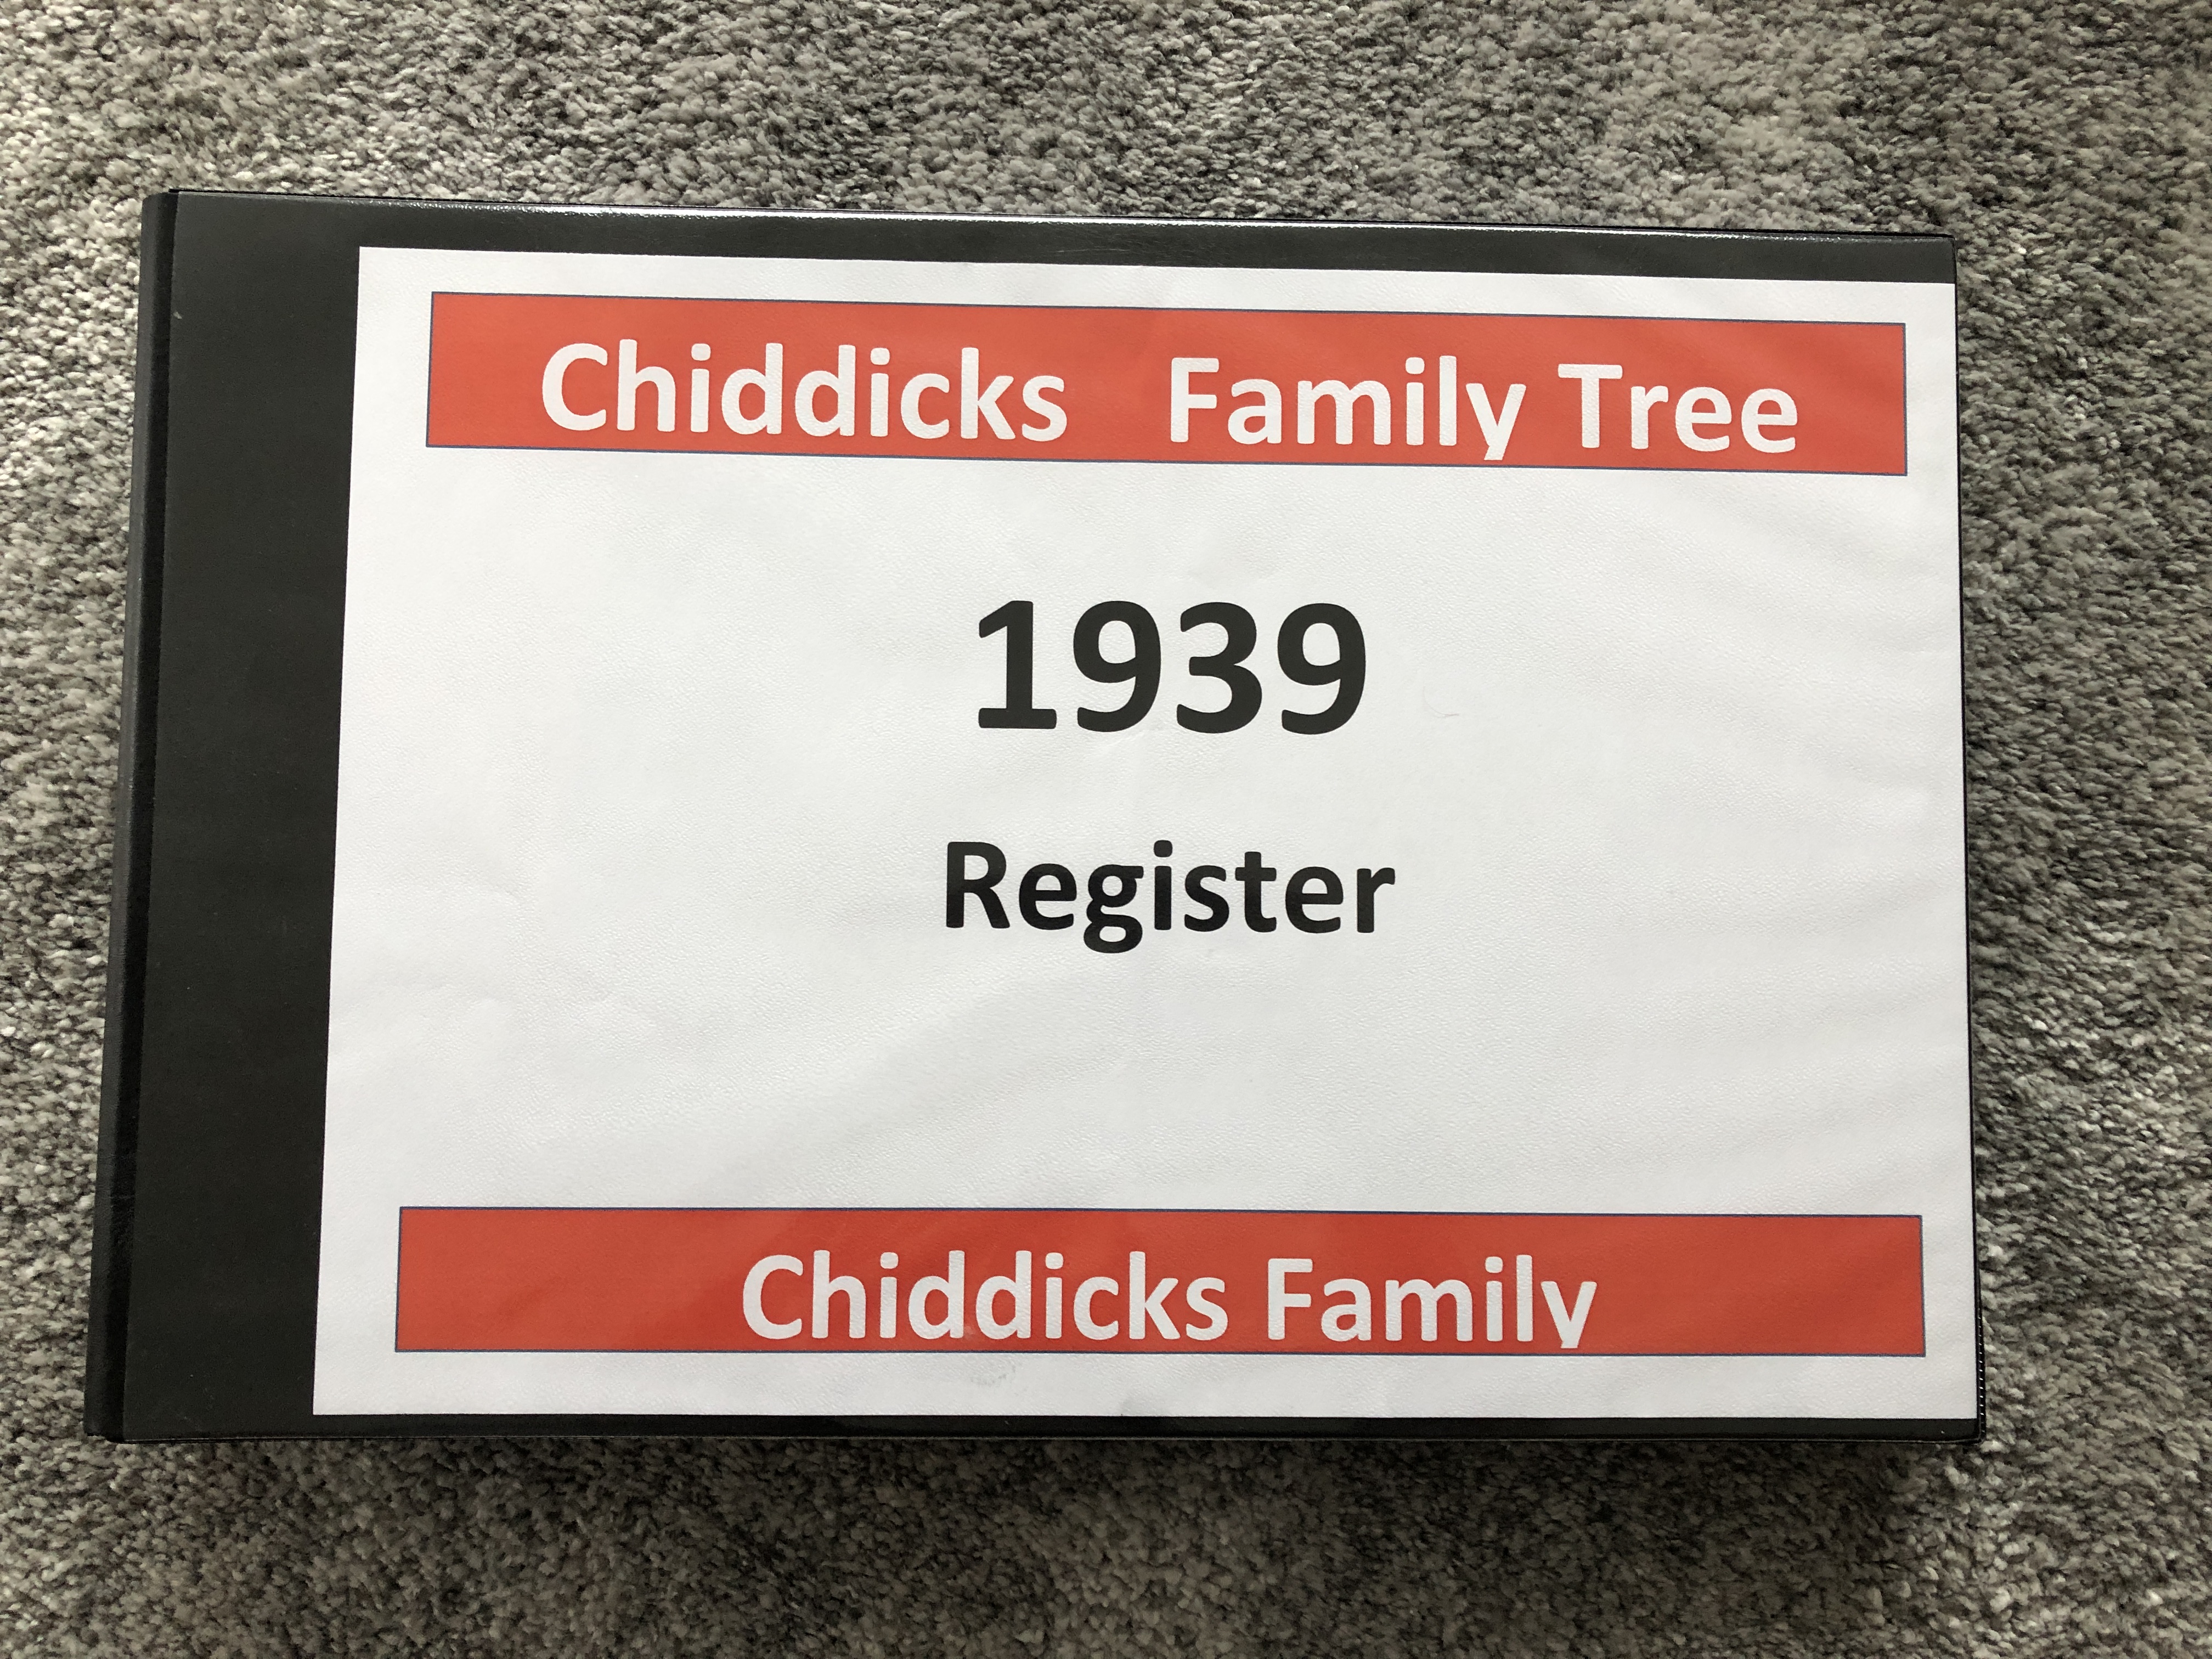 Chiddicks Family Tree
1939
Register
Chiddicks Family